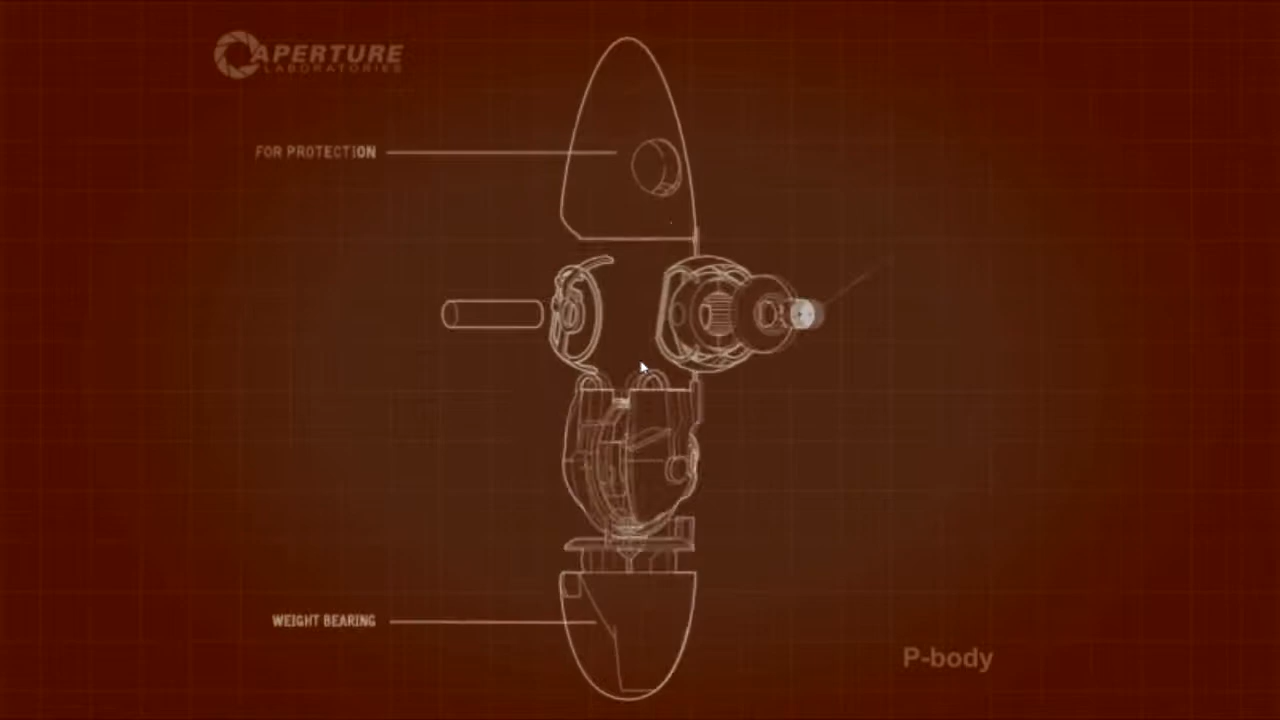 APERTURE
LABORATORIES
FOR PROTECTION
WEIGHT BEARING
P-body